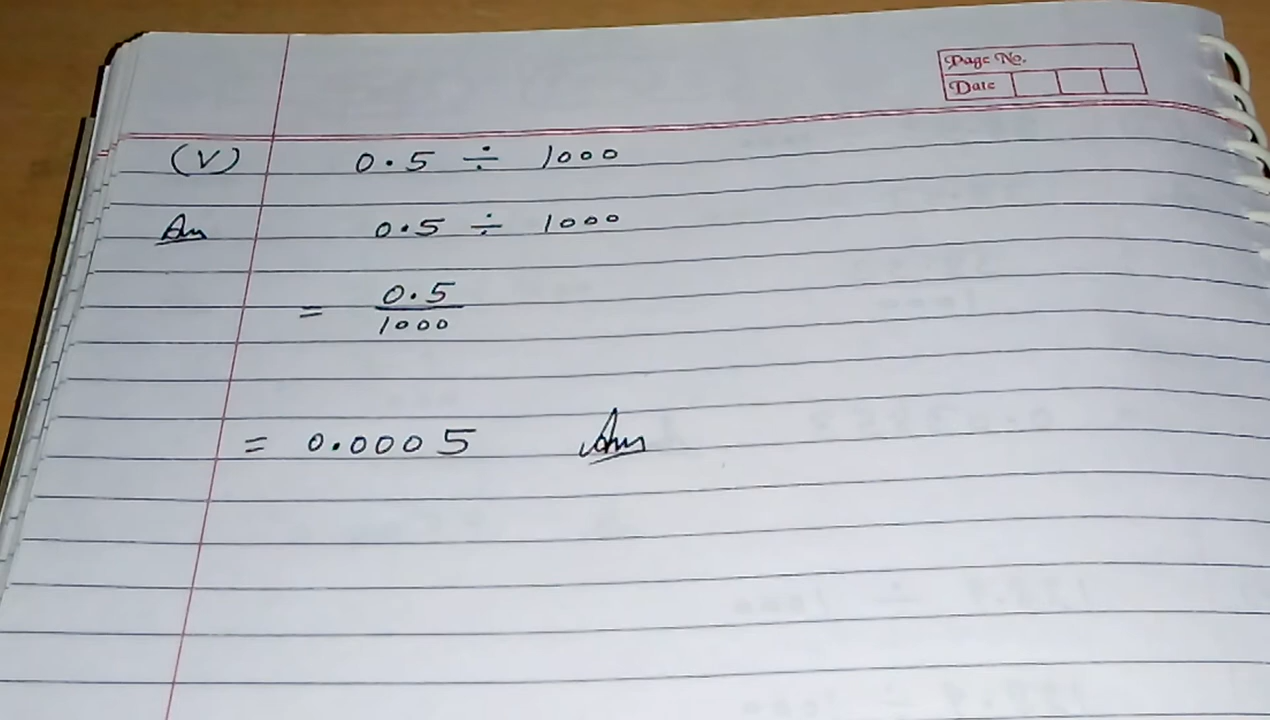 Page No.
Date
(V) 0.5 ÷ 1000
Ans 0.5 ÷ 1000
= 0.5
1000
= 0.0005 Ans